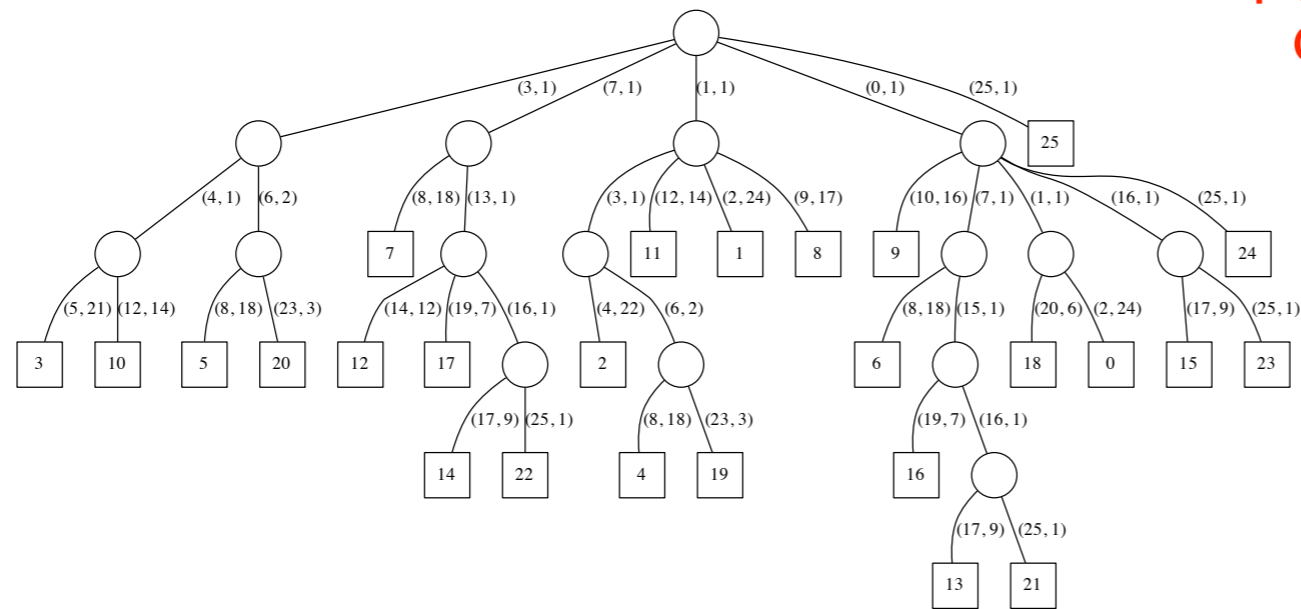 (3, 1) (7, 1) (1, 1) (0, 1) (25, 1)
25
(4, 1) (6, 2) (8, 18) (13, 1) (3, 1) (12, 14) (2, 24) (9, 17) (10, 16) (7, 1) (1, 1) (16, 1) (25, 1)
7 11 1 8 9 24
(5, 21) (12, 14) (8, 18) (23, 3) (14, 12) (19, 7) (16, 1) (4, 22) (6, 2) (8, 18) (15, 1) (20, 6) (2, 24) (17, 9) (25, 1)
3 10 5 20 12 17 2 6 18 0 15 23
(17, 9) (25, 1) (8, 18) (23, 3) (19, 7) (16, 1)
14 22 4 19 16
(17, 9) (25, 1)
13 21